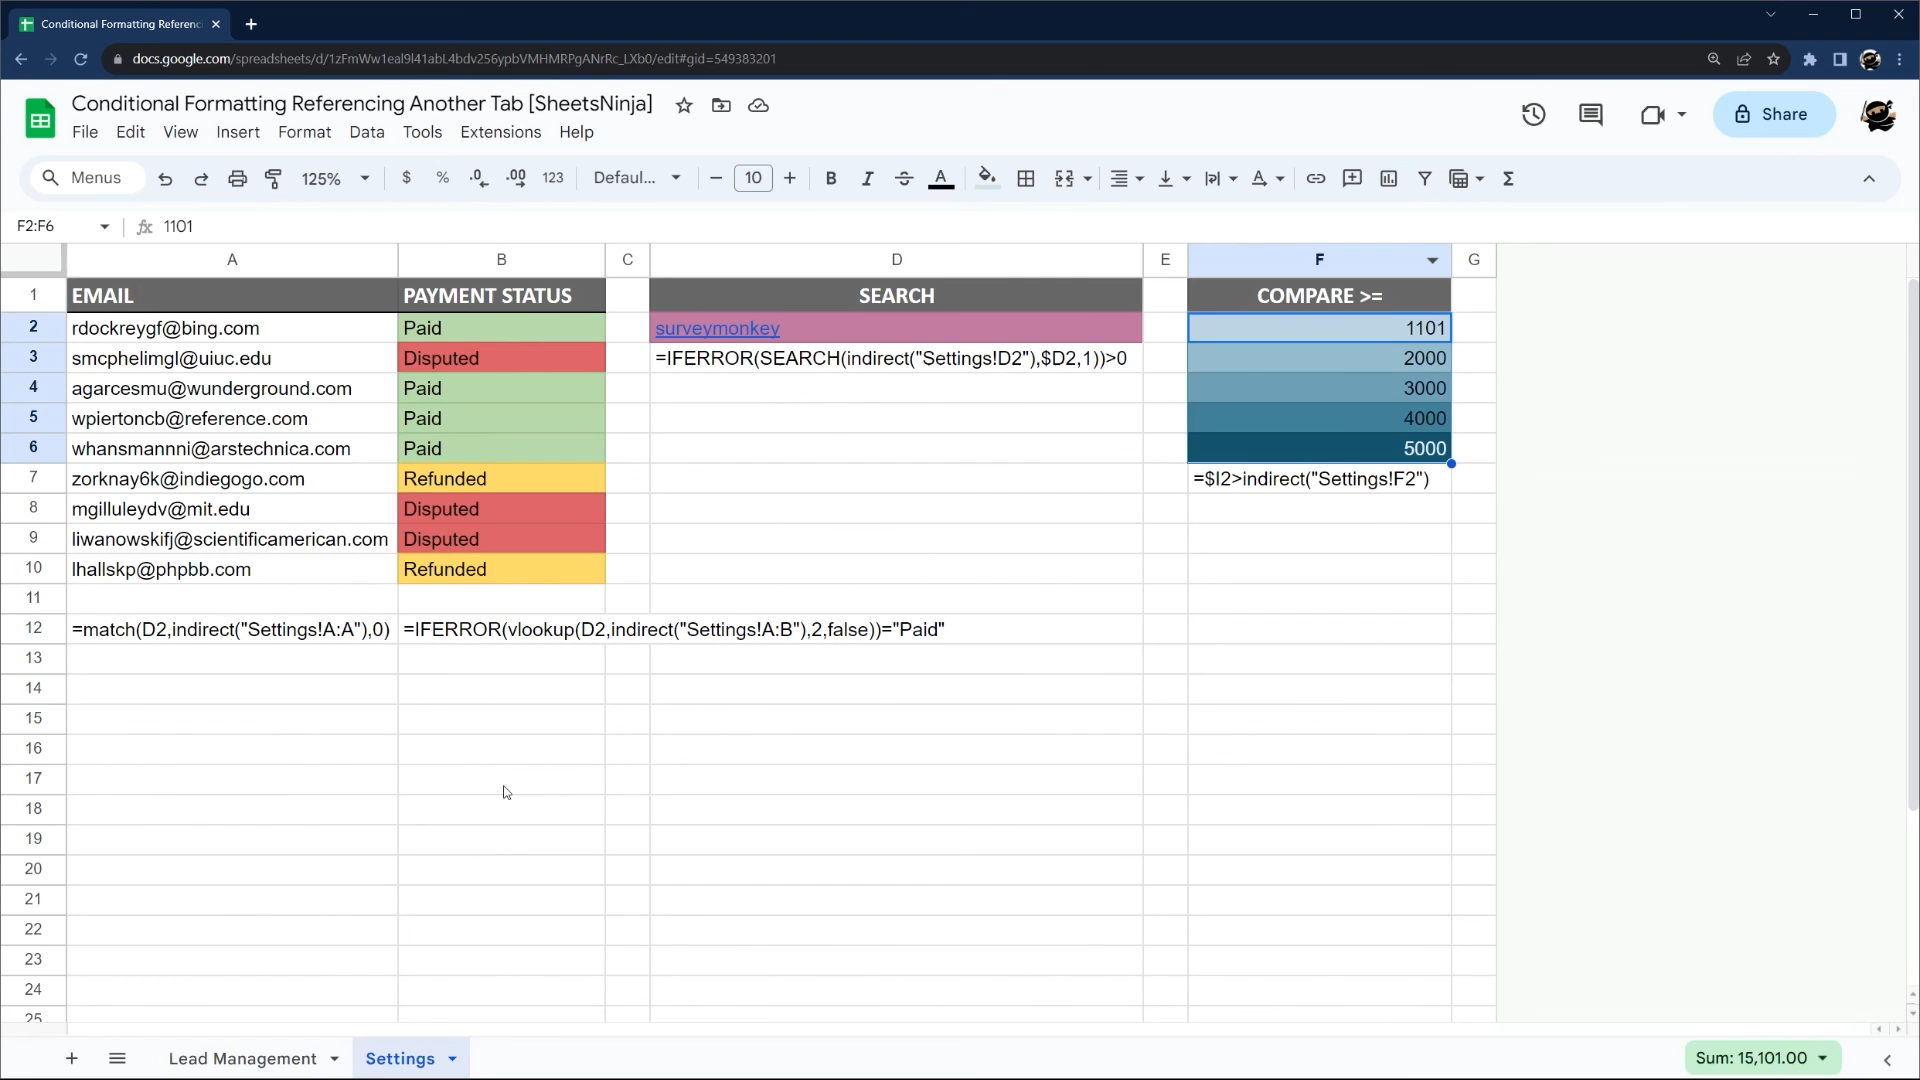 Conditional Formatting Referenc
docs.google.com/spreadsheets/d/1zFmWw1eal9l41abL4bdv256ypbVMHMRPgANrRc_LXb0/edit#gid=549383201
Conditional Formatting Referencing Another Tab [SheetsNinja]
File Edit View Insert Format Data Tools Extensions Help
Share
Menus 125% $ % .0 .00 123 Defaul... 10 B I S A Σ
F2:F6 fx 1101
A B C D E F G
1 EMAIL PAYMENT STATUS SEARCH COMPARE >=
2 rdockreygf@bing.com Paid surveymonkey 1101
3 smcphelimgl@uiuc.edu Disputed =IFERROR(SEARCH(indirect("Settings!D2"),$D2,1))>0 2000
4 agarcesmu@wunderground.com Paid 3000
5 wpiertoncb@reference.com Paid 4000
6 whansmannni@arstechnica.com Paid 5000
7 zorknay6k@indiegogo.com Refunded =$I2>indirect("Settings!F2")
8 mgilluleydv@mit.edu Disputed
9 liwanowskifj@scientificamerican.com Disputed
10 lhallskp@phpbb.com Refunded
11
12 =match(D2,indirect("Settings!A:A"),0) =IFERROR(vlookup(D2,indirect("Settings!A:B"),2,false))="Paid"
13
14
15
16
17
18
19
20
21
22
23
24
25
Lead Management Settings Sum: 15,101.00